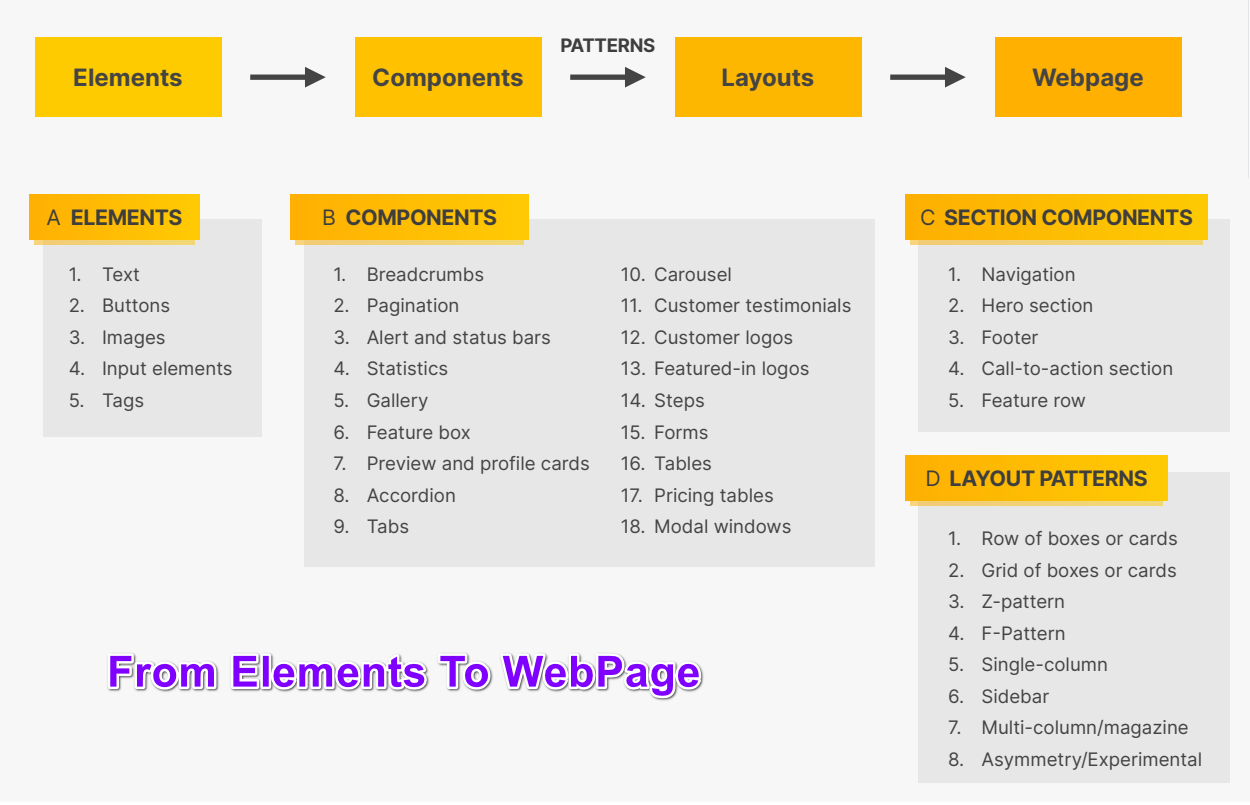 PATTERNS
Elements
Components
Layouts
Webpage
A ELEMENTS
1. Text
2. Buttons
3. Images
4. Input elements
5. Tags
B COMPONENTS
1. Breadcrumbs
2. Pagination
3. Alert and status bars
4. Statistics
5. Gallery
6. Feature box
7. Preview and profile cards
8. Accordion
9. Tabs
10. Carousel
11. Customer testimonials
12. Customer logos
13. Featured-in logos
14. Steps
15. Forms
16. Tables
17. Pricing tables
18. Modal windows
C SECTION COMPONENTS
1. Navigation
2. Hero section
3. Footer
4. Call-to-action section
5. Feature row
D LAYOUT PATTERNS
1. Row of boxes or cards
2. Grid of boxes or cards
3. Z-pattern
4. F-Pattern
5. Single-column
6. Sidebar
7. Multi-column/magazine
8. Asymmetry/Experimental
From Elements To WebPage